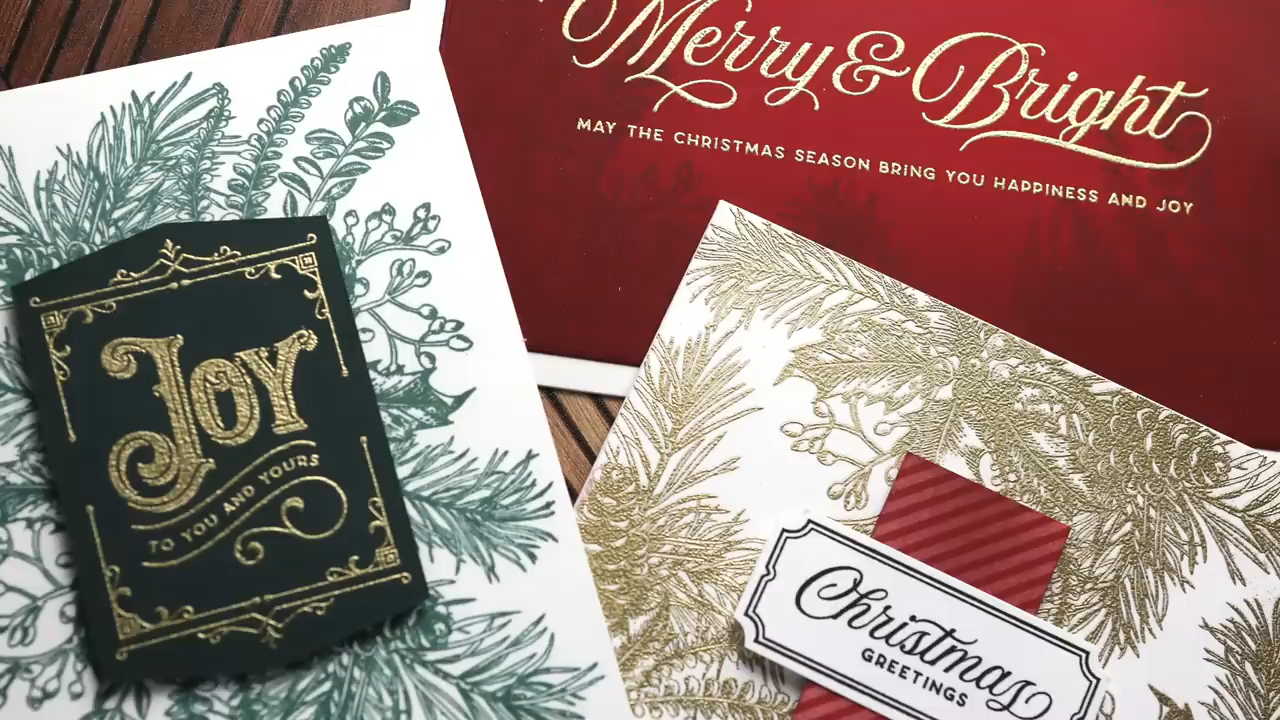 Merry & Bright
MAY THE CHRISTMAS SEASON BRING YOU HAPPINESS AND JOY
JOY
TO YOU AND YOURS
Christmas
GREETINGS